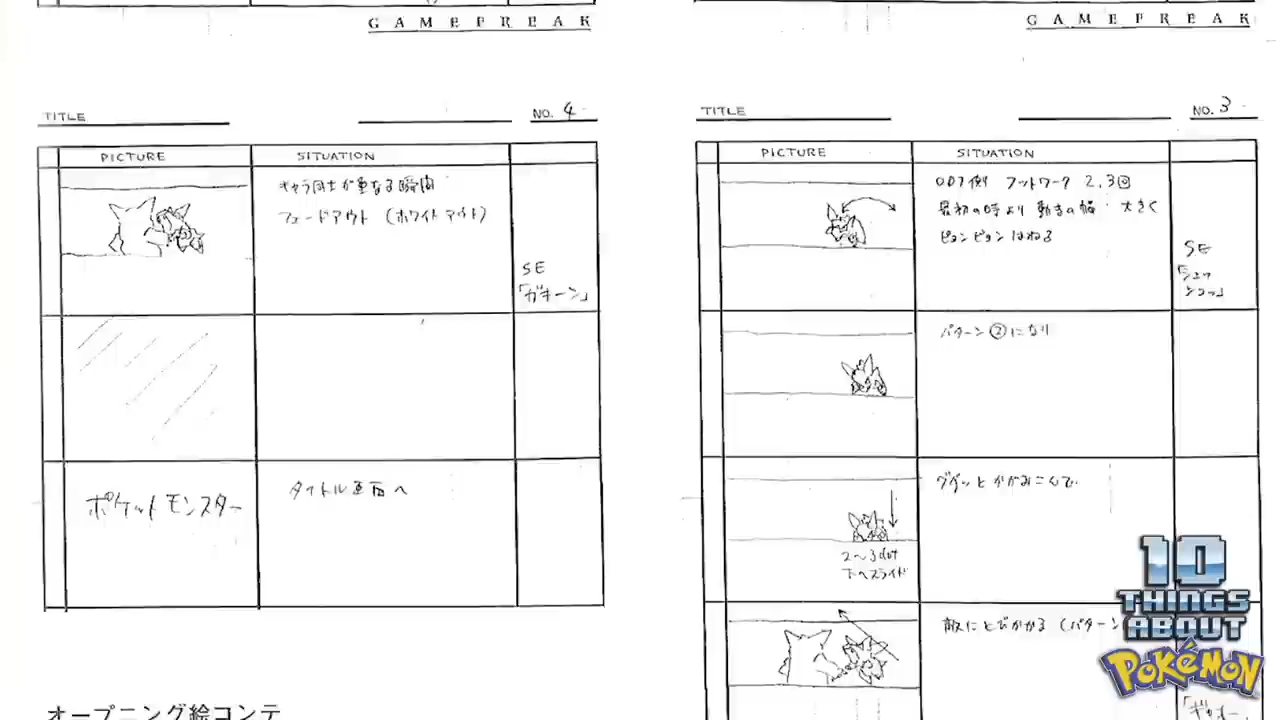 GAMEFREAK
TITLE
NO. 4
PICTURE
SITUATION
キャラ同士が重なる瞬間
フェードアウト (ホワイトアウト)
SE
「ガキーン」
ポケットモンスター
タイトル画面へ
オープニング絵コンテ
GAMEFREAK
TITLE
NO. 3
PICTURE
SITUATION
007側 フットワーク 2,3回
最初の時より 動きの幅 大きく
ピョンピョン はねる
SE
パターン②になり
ググッと かがみこんで
2〜3dot
下へスライド
敵にとびかかる (パターン
10
THINGS
ABOUT
POKéMON